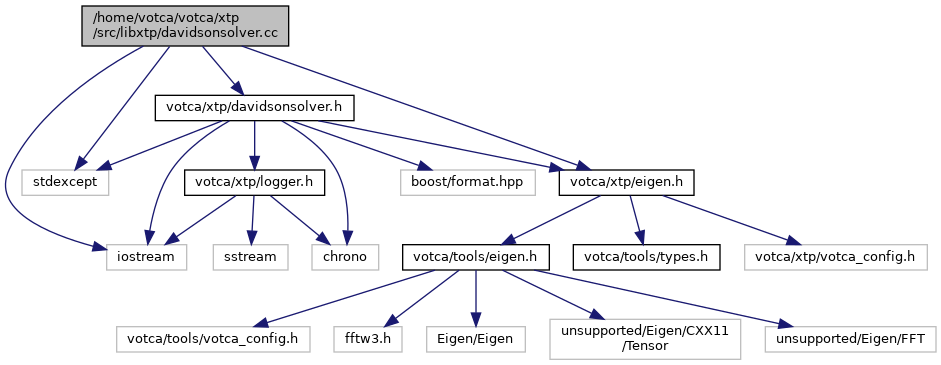 /home/votca/votca/xtp
/src/libxtp/davidsonsolver.cc
votca/xtp/davidsonsolver.h
stdexcept
votca/xtp/logger.h
boost/format.hpp
votca/xtp/eigen.h
iostream
sstream
chrono
votca/tools/eigen.h
votca/tools/types.h
votca/xtp/votca_config.h
votca/tools/votca_config.h
fftw3.h
Eigen/Eigen
unsupported/Eigen/CXX11
/Tensor
unsupported/Eigen/FFT